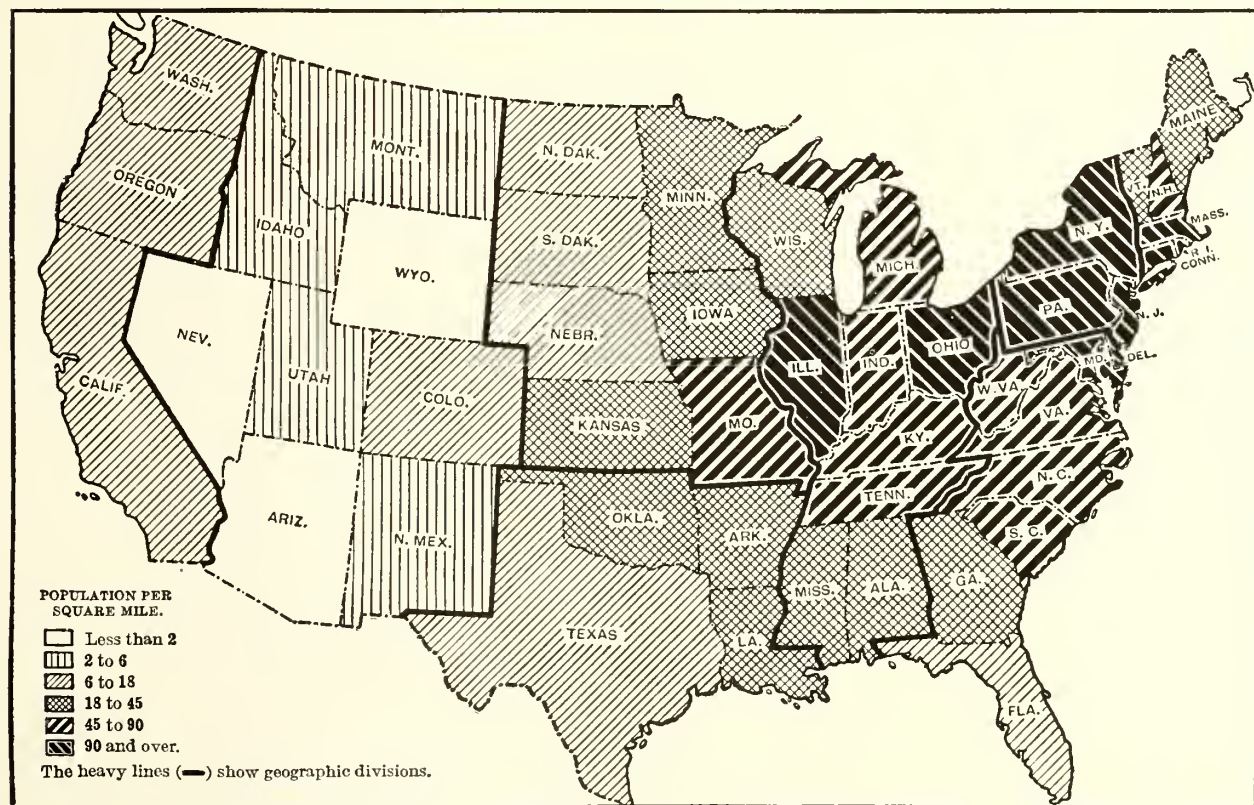 WASH.
OREGON
CALIF.
NEV.
IDAHO
MONT.
WYO.
UTAH
COLO.
ARIZ.
N. MEX.
N. DAK.
S. DAK.
NEBR.
KANSAS
OKLA.
TEXAS
MINN.
IOWA
MO.
ARK.
LA.
WIS.
MICH.
ILL.
IND.
OHIO
KY.
TENN.
MISS.
ALA.
GA.
FLA.
S. C.
N. C.
VA.
W. VA.
MD.
DEL.
PA.
N. J.
N. Y.
CONN.
R. I.
MASS.
VT.
N.H.
MAINE
POPULATION PER
SQUARE MILE.
Less than 2
2 to 6
6 to 18
18 to 45
45 to 90
90 and over.
The heavy lines (━) show geographic divisions.